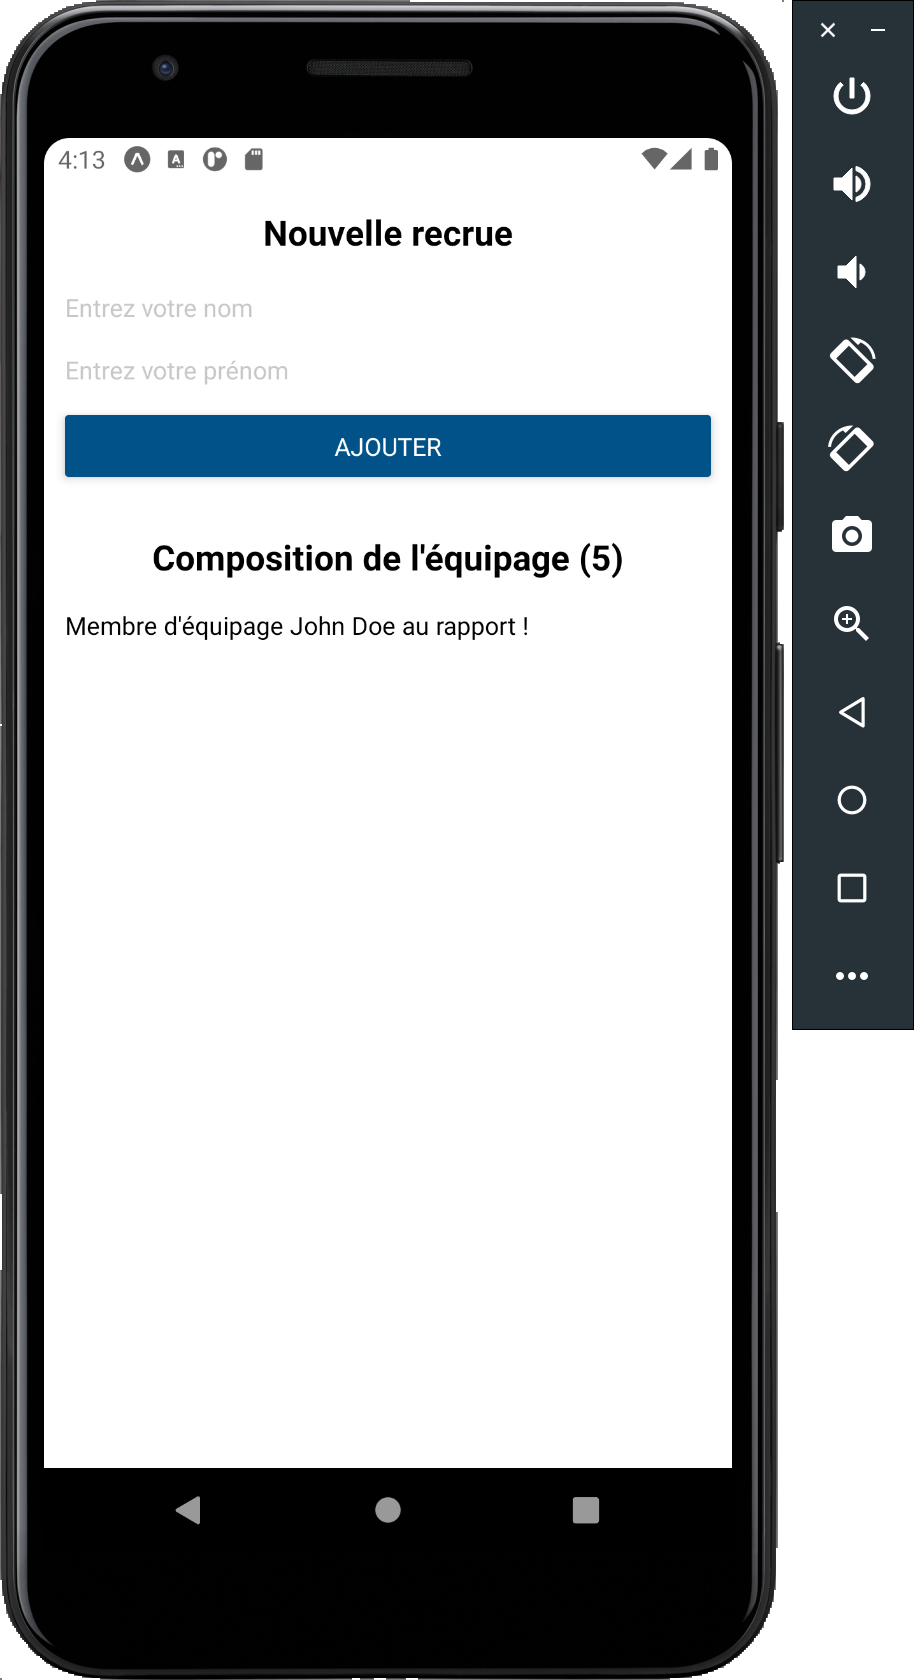 4:13
Nouvelle recrue
Entrez votre nom
Entrez votre prénom
AJOUTER
Composition de l'équipage (5)
Membre d'équipage John Doe au rapport !